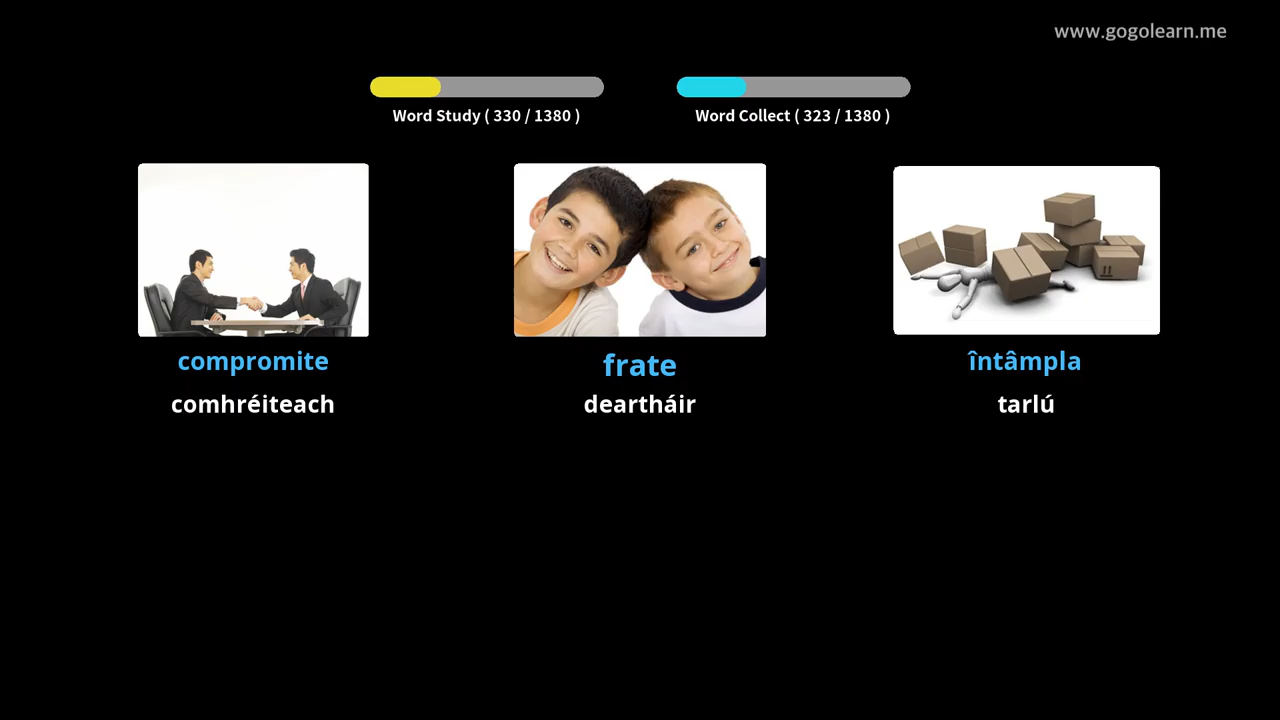 www.gogolearn.me
Word Study ( 330 / 1380 )
Word Collect ( 323 / 1380 )
compromite
frate
întâmpla
comhréiteach
deartháir
tarlú